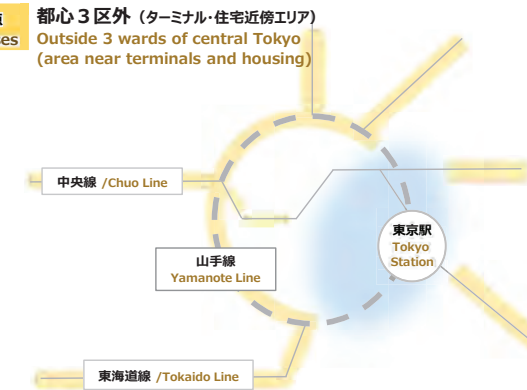 都心３区外（ターミナル・住宅近傍エリア）
Outside 3 wards of central Tokyo
(area near terminals and housing)
中央線 /Chuo Line
東京駅
Tokyo
Station
山手線
Yamanote Line
東海道線 /Tokaido Line